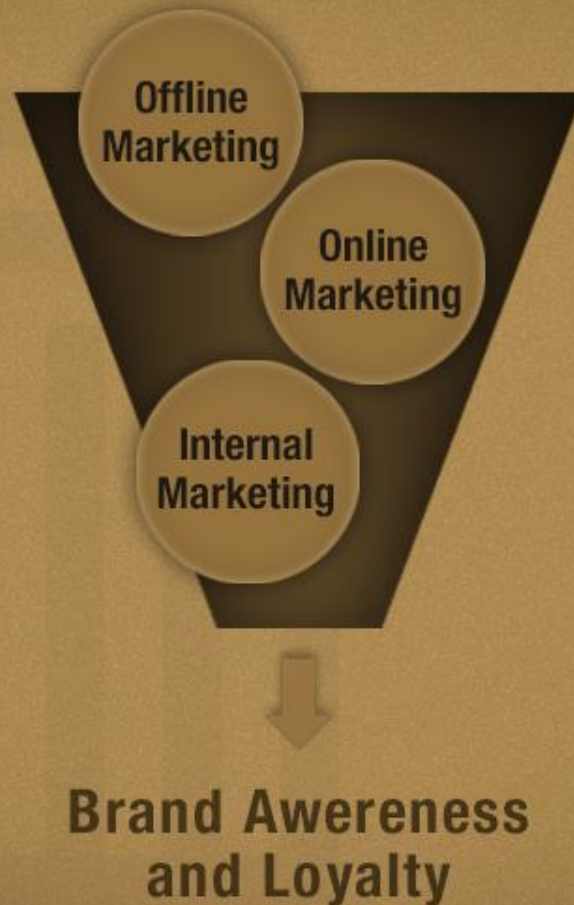 Offline
Marketing
Online
Marketing
Internal
Marketing
Brand Awereness
and Loyalty